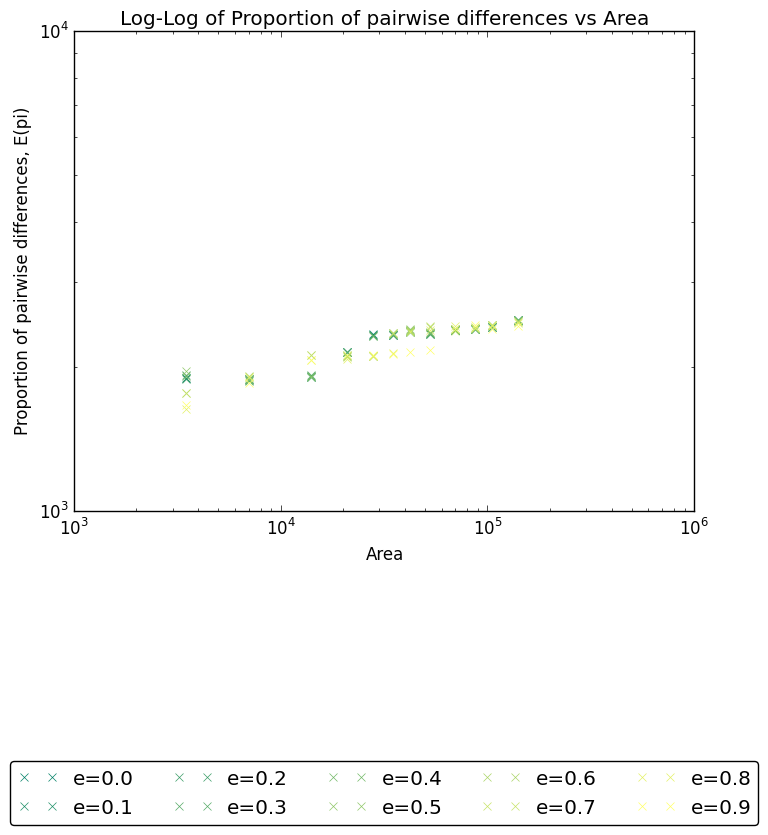 Log-Log of Proportion of pairwise differences vs Area
10^4
Proportion of pairwise differences, E(pi)
10^3
10^3 10^4 10^5 10^6
Area
e=0.0 e=0.2 e=0.4 e=0.6 e=0.8
e=0.1 e=0.3 e=0.5 e=0.7 e=0.9